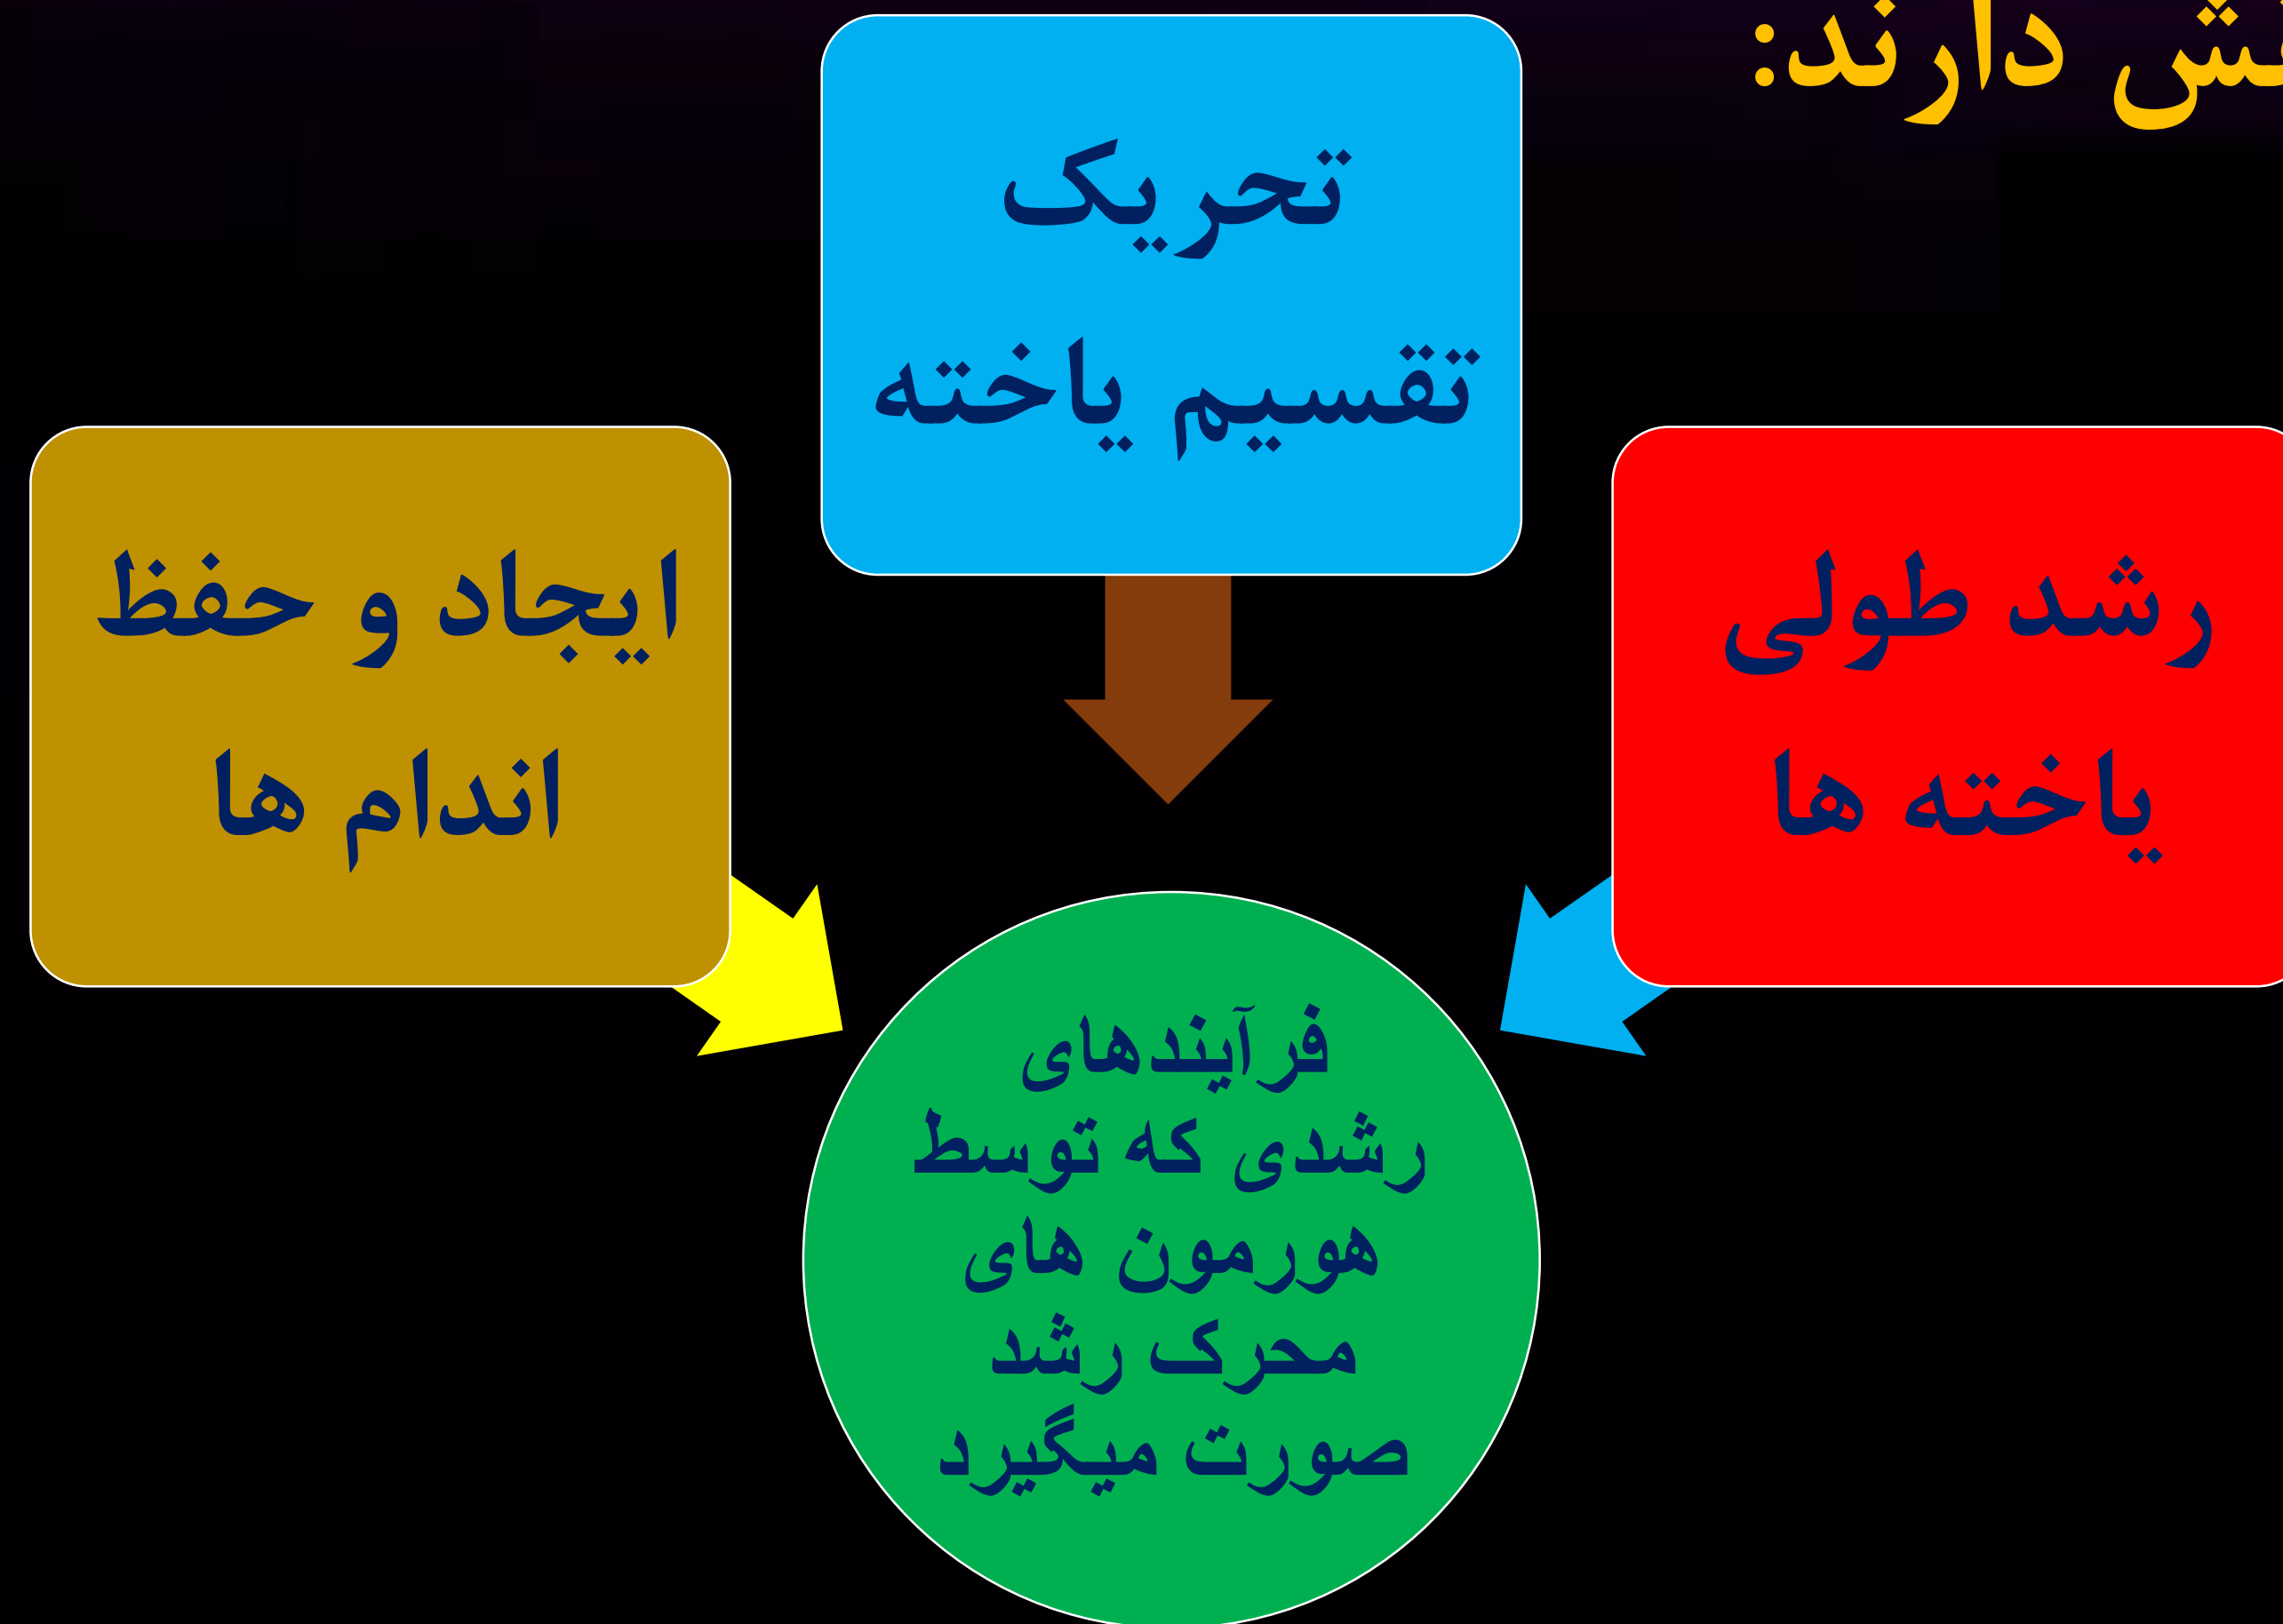 دارند:
تحریک
تقسیم یاخته
رشد طولی
یاخته ها
ایجاد و حفظ
اندام ها
فرآیندهای
رشدی که توسط
هورمون های
محرک رشد
صورت میگیرد